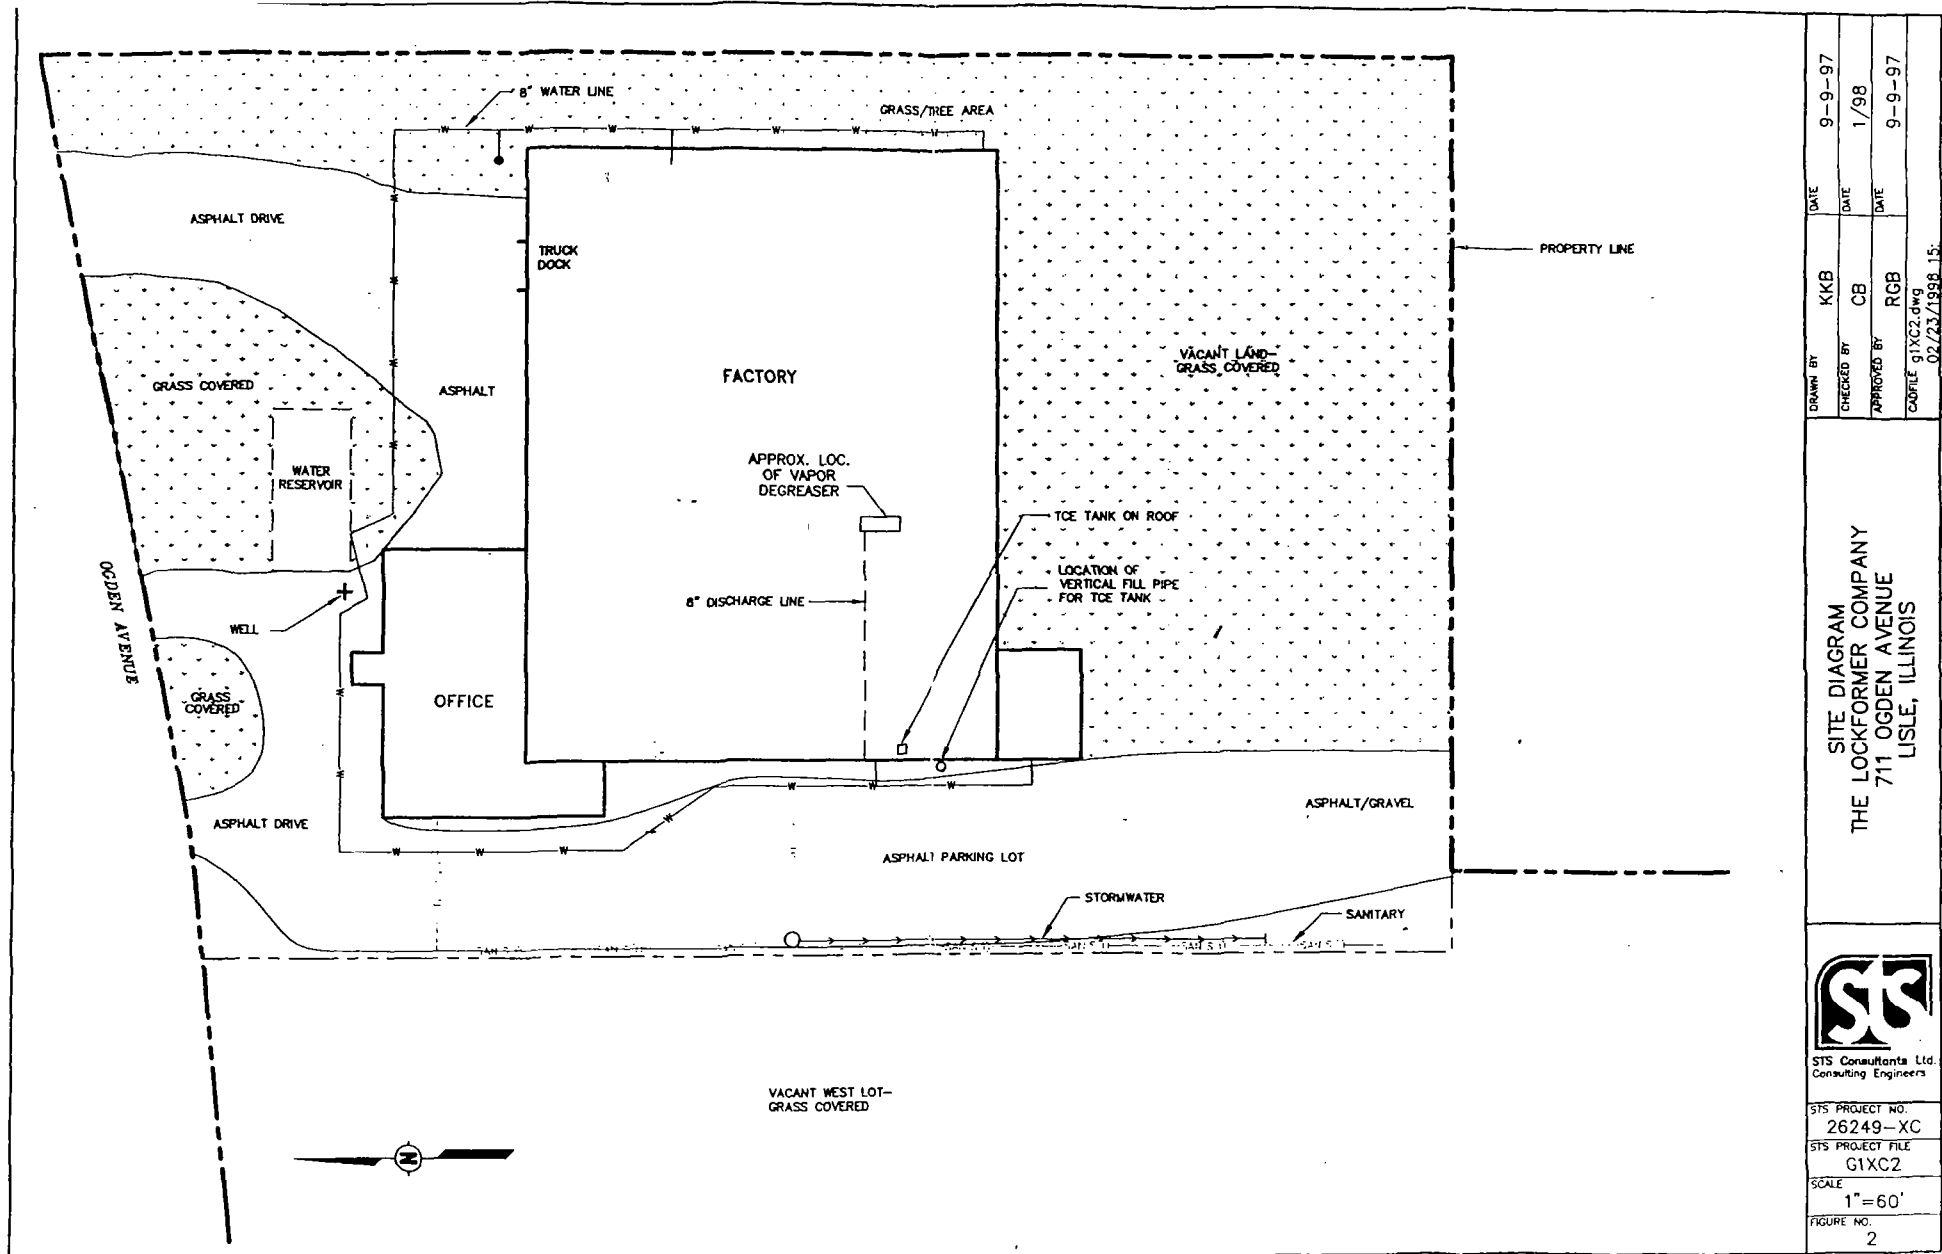 8" WATER LINE
GRASS/TREE AREA
ASPHALT DRIVE
TRUCK
DOCK
PROPERTY LINE
GRASS COVERED
ASPHALT
FACTORY
VACANT LAND-
GRASS COVERED
WATER
RESERVOIR
APPROX. LOC.
OF VAPOR
DEGREASER
TCE TANK ON ROOF
LOCATION OF
VERTICAL FILL PIPE
FOR TCE TANK
8" DISCHARGE LINE
OGDEN AVENUE
WELL
GRASS
COVERED
OFFICE
ASPHALT DRIVE
ASPHALT/GRAVEL
ASPHALT PARKING LOT
STORMWATER
SANITARY
VACANT WEST LOT-
GRASS COVERED
N
DRAWN BY KKB DATE 9-9-97
CHECKED BY CB DATE 1/98
APPROVED BY RGB DATE 9-9-97
CADFILE g1XC2.dwg
02/23/1998 15:
SITE DIAGRAM
THE LOCKFORMER COMPANY
711 OGDEN AVENUE
LISLE, ILLINOIS
STS
STS Consultants Ltd.
Consulting Engineers
STS PROJECT NO.
26249-XC
STS PROJECT FILE
G1XC2
SCALE
1"=60'
FIGURE NO.
2